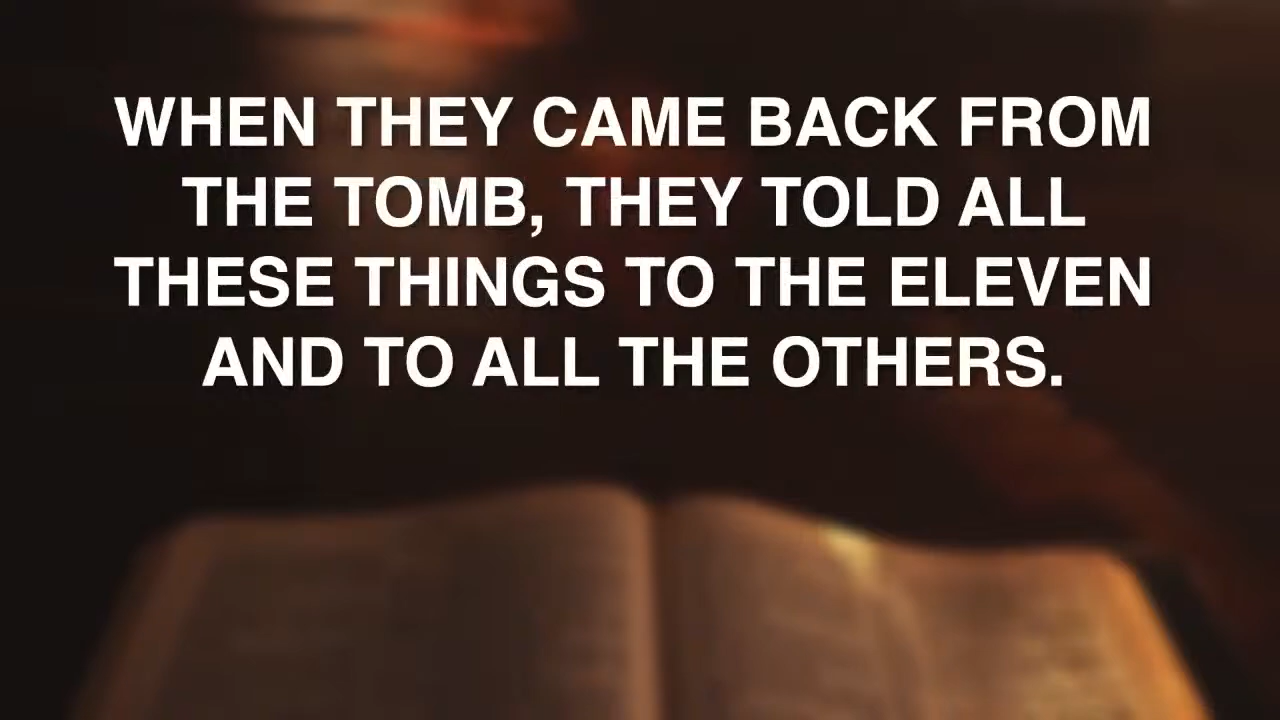 WHEN THEY CAME BACK FROM
THE TOMB, THEY TOLD ALL
THESE THINGS TO THE ELEVEN
AND TO ALL THE OTHERS.